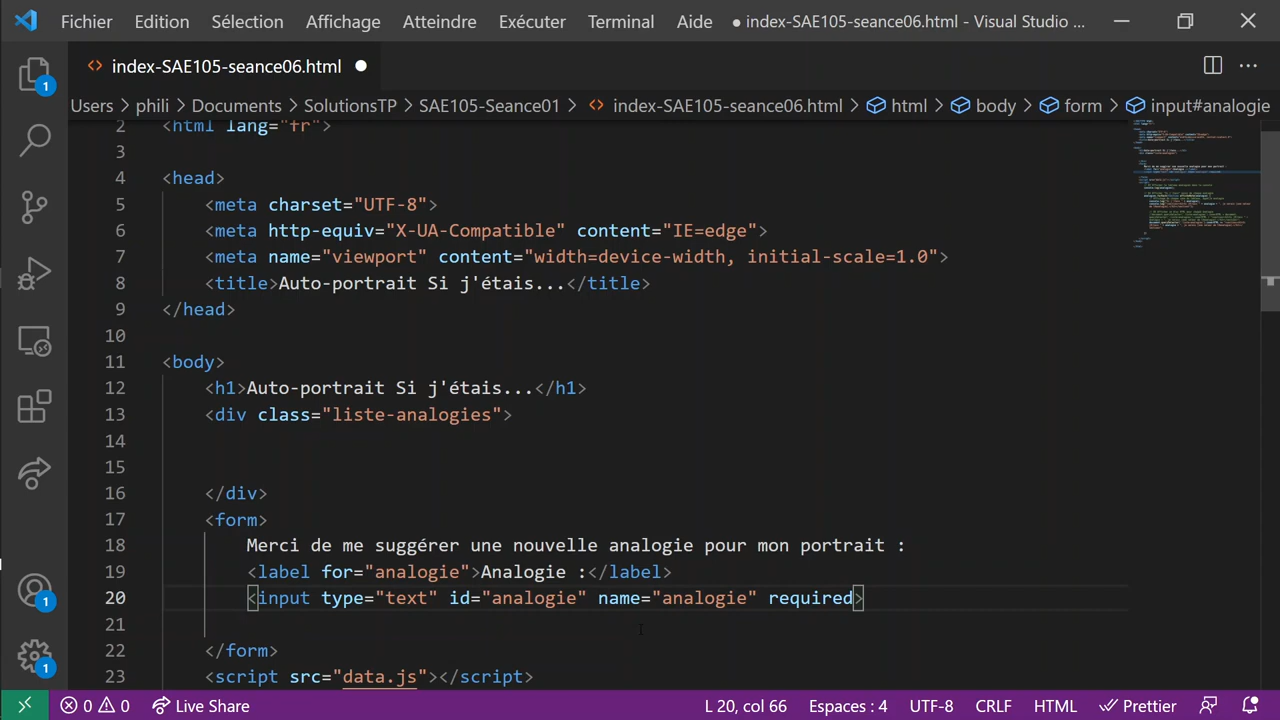 Fichier Edition Sélection Affichage Atteindre Exécuter Terminal Aide ● index-SAE105-seance06.html - Visual Studio ...
<> index-SAE105-seance06.html ●
Users > phili > Documents > SolutionsTP > SAE105-Seance01 > <> index-SAE105-seance06.html > html > body > form > input#analogie
2 <html lang="fr">
3
4 <head>
5 <meta charset="UTF-8">
6 <meta http-equiv="X-UA-Compatible" content="IE=edge">
7 <meta name="viewport" content="width=device-width, initial-scale=1.0">
8 <title>Auto-portrait Si j'étais...</title>
9 </head>
10
11 <body>
12 <h1>Auto-portrait Si j'étais...</h1>
13 <div class="liste-analogies">
14
15
16 </div>
17 <form>
18 Merci de me suggérer une nouvelle analogie pour mon portrait :
19 <label for="analogie">Analogie :</label>
20 <input type="text" id="analogie" name="analogie" required>
21
22 </form>
23 <script src="data.js"></script>
1
1
1
0 0 Live Share L 20, col 66 Espaces : 4 UTF-8 CRLF HTML Prettier